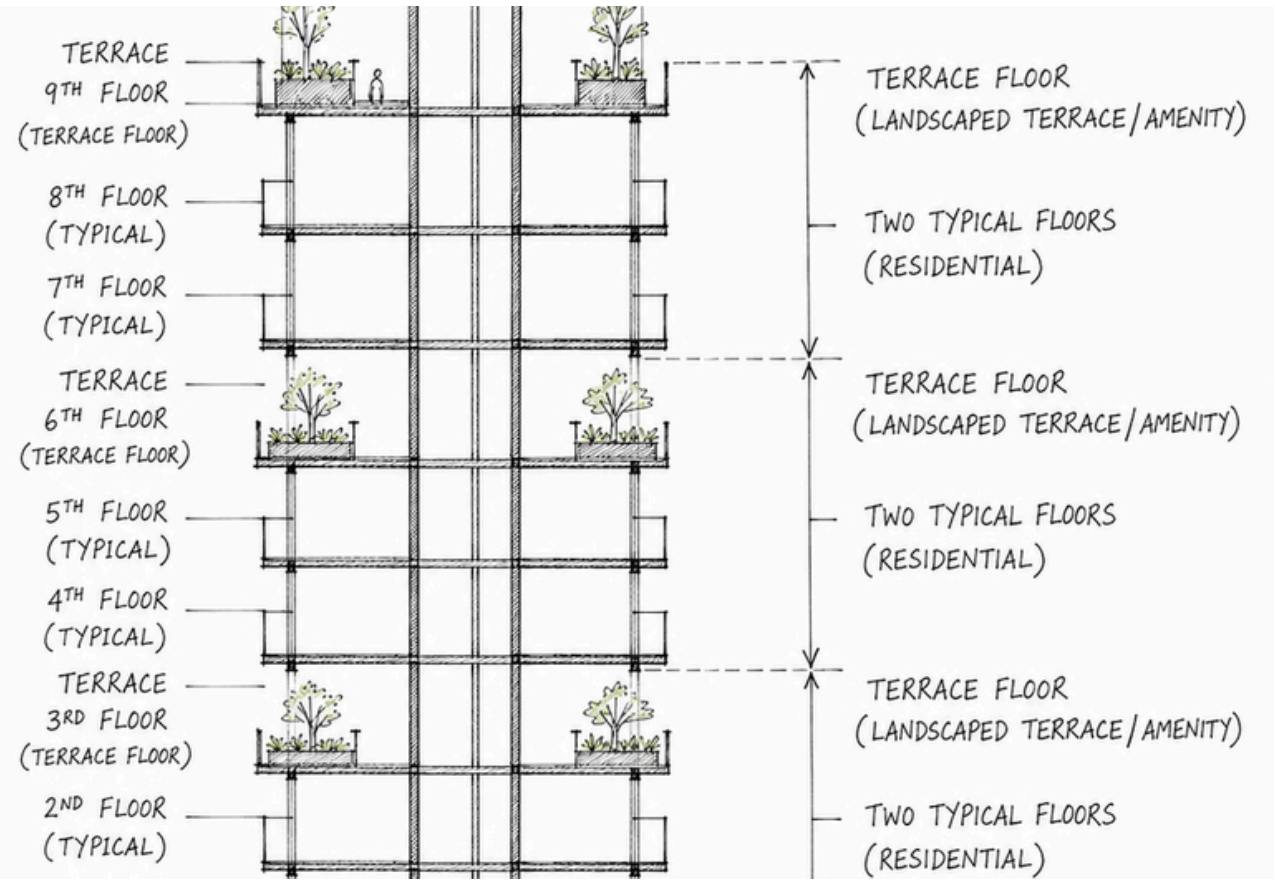 TERRACE
9TH FLOOR
(TERRACE FLOOR)
8TH FLOOR
(TYPICAL)
7TH FLOOR
(TYPICAL)
TERRACE
6TH FLOOR
(TERRACE FLOOR)
5TH FLOOR
(TYPICAL)
4TH FLOOR
(TYPICAL)
TERRACE
3RD FLOOR
(TERRACE FLOOR)
2ND FLOOR
(TYPICAL)
TERRACE FLOOR
(LANDSCAPED TERRACE/AMENITY)
TWO TYPICAL FLOORS
(RESIDENTIAL)
TERRACE FLOOR
(LANDSCAPED TERRACE/AMENITY)
TWO TYPICAL FLOORS
(RESIDENTIAL)
TERRACE FLOOR
(LANDSCAPED TERRACE/AMENITY)
TWO TYPICAL FLOORS
(RESIDENTIAL)